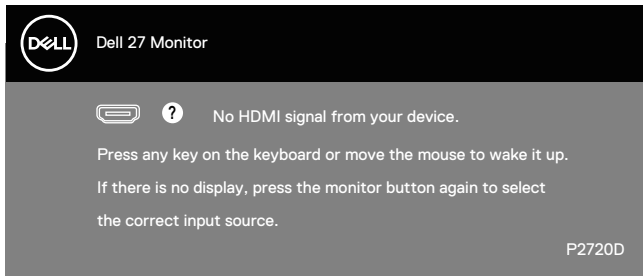 DELL
Dell 27 Monitor
? No HDMI signal from your device.
Press any key on the keyboard or move the mouse to wake it up.
If there is no display, press the monitor button again to select
the correct input source.
P2720D